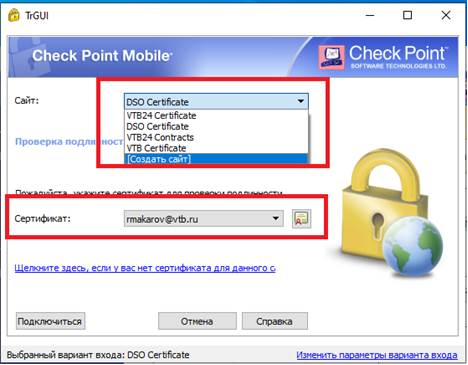 TrGUI
Check Point Mobile
Check Point
SOFTWARE TECHNOLOGIES LTD.
Сайт:
DSO Certificate
VTB24 Certificate
DSO Certificate
VTB24 Contracts
VTB Certificate
[Создать сайт]
Проверка подлинност
Пожалуйста, укажите сертификат для проверки подлинности
Сертификат:
rmakarov@vtb.ru
Щелкните здесь, если у вас нет сертификата для данного са
Подключиться
Отмена
Справка
Выбранный вариант входа: DSO Certificate
Изменить параметры варианта входа